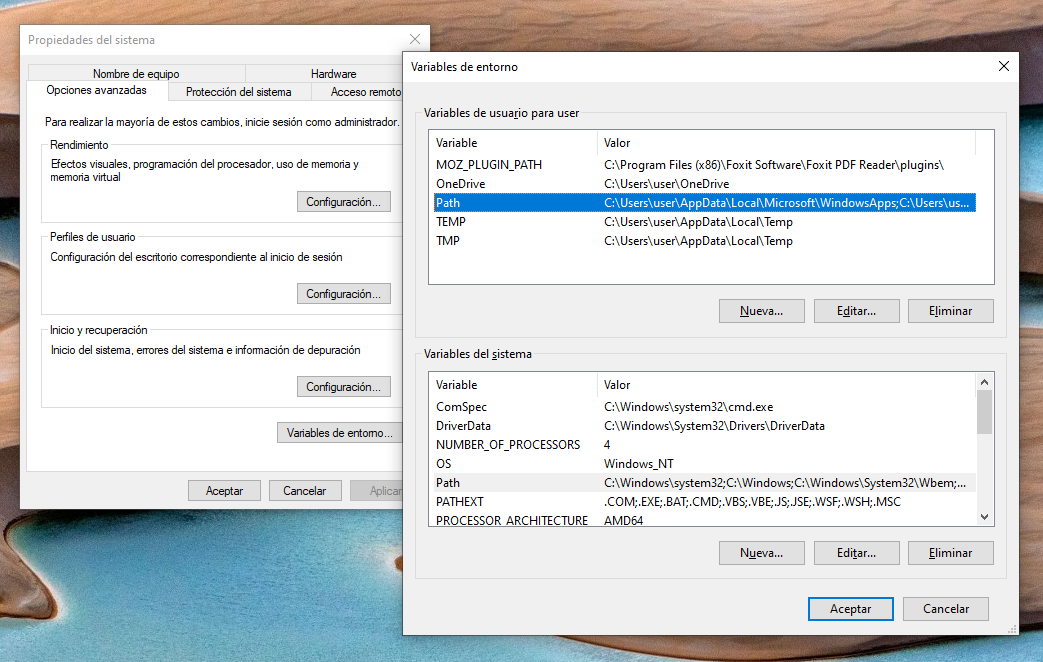 Propiedades del sistema
Nombre de equipo
Hardware
Opciones avanzadas
Protección del sistema
Acceso remoto
Para realizar la mayoría de estos cambios, inicie sesión como administrador.
Rendimiento
Efectos visuales, programación del procesador, uso de memoria y
memoria virtual
Configuración...
Perfiles de usuario
Configuración del escritorio correspondiente al inicio de sesión
Configuración...
Inicio y recuperación
Inicio del sistema, errores del sistema e información de depuración
Configuración...
Variables de entorno...
Aceptar
Cancelar
Aplicar
Variables de entorno
Variables de usuario para user
Variable Valor
MOZ_PLUGIN_PATH C:\Program Files (x86)\Foxit Software\Foxit PDF Reader\plugins\
OneDrive C:\Users\user\OneDrive
Path C:\Users\user\AppData\Local\Microsoft\WindowsApps;C:\Users\us...
TEMP C:\Users\user\AppData\Local\Temp
TMP C:\Users\user\AppData\Local\Temp
Nueva...
Editar...
Eliminar
Variables del sistema
Variable Valor
ComSpec C:\Windows\system32\cmd.exe
DriverData C:\Windows\System32\Drivers\DriverData
NUMBER_OF_PROCESSORS 4
OS Windows_NT
Path C:\Windows\system32;C:\Windows;C:\Windows\System32\Wbem;...
PATHEXT .COM;.EXE;.BAT;.CMD;.VBS;.VBE;.JS;.JSE;.WSF;.WSH;.MSC
PROCESSOR_ARCHITECTURE AMD64
Nueva...
Editar...
Eliminar
Aceptar
Cancelar